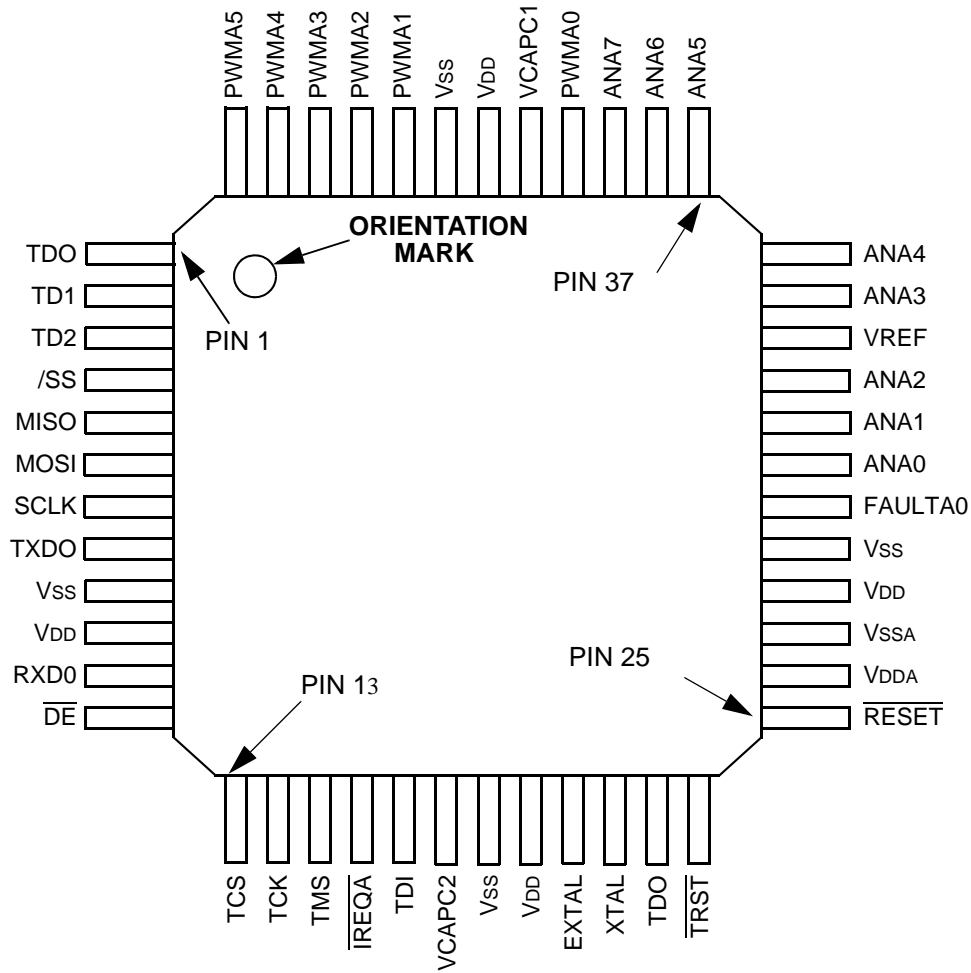 PWMA5
PWMA4
PWMA3
PWMA2
PWMA1
VSS
VDD
VCAPC1
PWMA0
ANA7
ANA6
ANA5
ORIENTATION
MARK
PIN 37
PIN 1
TDO
TD1
TD2
/SS
MISO
MOSI
SCLK
TXDO
VSS
VDD
RXD0
DE
ANA4
ANA3
VREF
ANA2
ANA1
ANA0
FAULTA0
VSS
VDD
VSSA
VDDA
RESET
PIN 25
PIN 13
TCS
TCK
TMS
IREQA
TDI
VCAPC2
VSS
VDD
EXTAL
XTAL
TDO
TRST